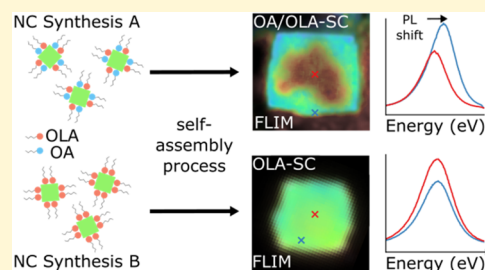 NC Synthesis A
OA/OLA-SC
PL
shift
OLA
OA
FLIM
Energy (eV)
self-
assembly
process
OLA-SC
NC Synthesis B
FLIM
Energy (eV)